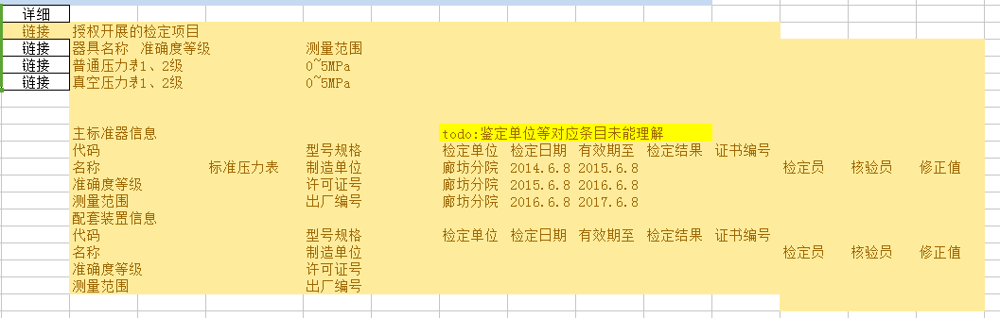 详细
链接 授权开展的检定项目
链接 器具名称 准确度等级 测量范围
链接 普通压力表1、2级 0~5MPa
链接 真空压力表1、2级 0~5MPa
主标准器信息 todo:鉴定单位等对应条目未能理解
代码 型号规格 检定单位 检定日期 有效期至 检定结果 证书编号
名称 标准压力表 制造单位 廊坊分院 2014.6.8 2015.6.8 检定员 核验员 修正值
准确度等级 许可证号 廊坊分院 2015.6.8 2016.6.8
测量范围 出厂编号 廊坊分院 2016.6.8 2017.6.8
配套装置信息
代码 型号规格 检定单位 检定日期 有效期至 检定结果 证书编号
名称 制造单位 检定员 核验员 修正值
准确度等级 许可证号
测量范围 出厂编号